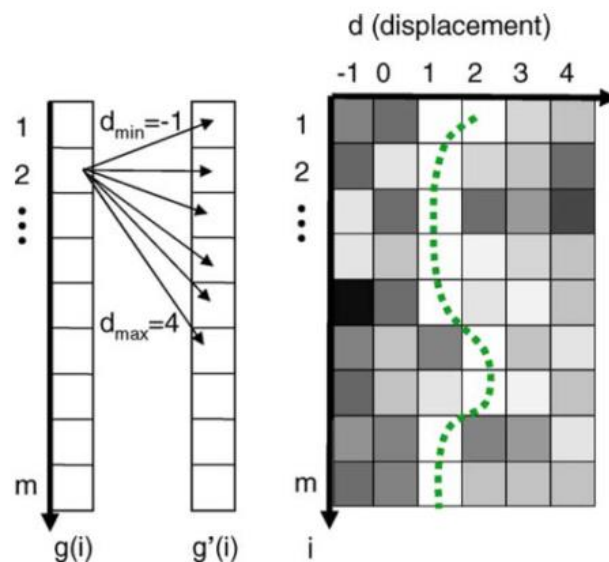 d (displacement)
-1 0 1 2 3 4
1
2
...
m
g(i)
d_min=-1
d_max=4
g'(i)
1
2
...
m
i